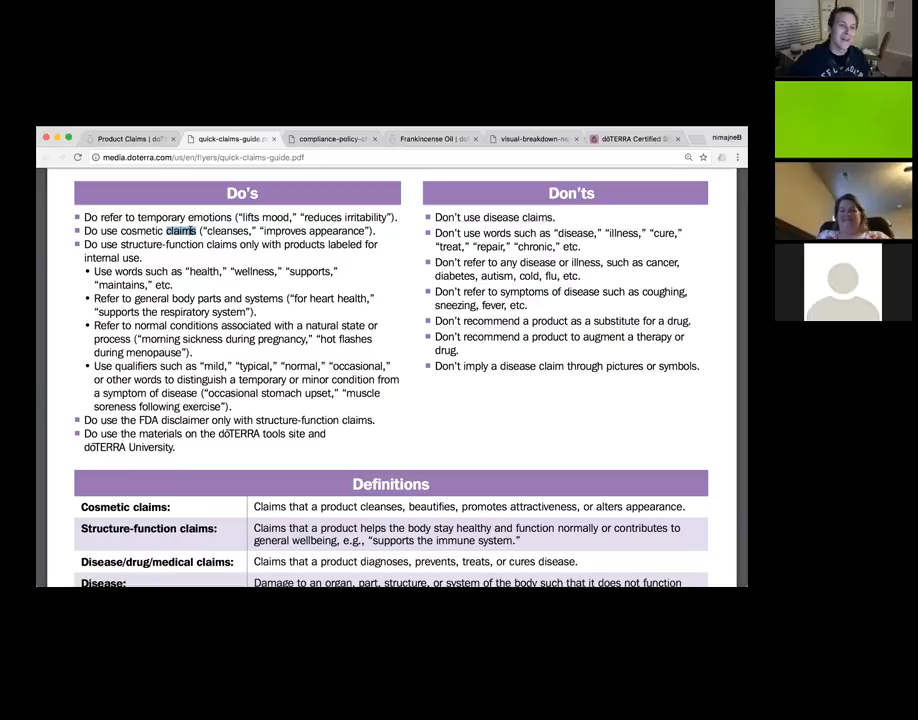 Product Claims | dōT
quick-claims-guide.p
compliance-policy-c
Frankincense Oil | dō
visual-breakdown-ne
dōTERRA Certified S
nimajneB
media.doterra.com/us/en/flyers/quick-claims-guide.pdf
Do's
Do refer to temporary emotions (“lifts mood,” “reduces irritability”).
Do use cosmetic claims (“cleanses,” “improves appearance”).
Do use structure-function claims only with products labeled for
internal use.
• Use words such as “health,” “wellness,” “supports,”
“maintains,” etc.
• Refer to general body parts and systems (“for heart health,”
“supports the respiratory system”).
• Refer to normal conditions associated with a natural state or
process (“morning sickness during pregnancy,” “hot flashes
during menopause”).
• Use qualifiers such as “mild,” “typical,” “normal,” “occasional,”
or other words to distinguish a temporary or minor condition from
a symptom of disease (“occasional stomach upset,” “muscle
soreness following exercise”).
Do use the FDA disclaimer only with structure-function claims.
Do use the materials on the dōTERRA tools site and
dōTERRA University.
Don'ts
Don't use disease claims.
Don't use words such as “disease,” “illness,” “cure,”
“treat,” “repair,” “chronic,” etc.
Don't refer to any disease or illness, such as cancer,
diabetes, autism, cold, flu, etc.
Don't refer to symptoms of disease such as coughing,
sneezing, fever, etc.
Don't recommend a product as a substitute for a drug.
Don't recommend a product to augment a therapy or
drug.
Don't imply a disease claim through pictures or symbols.
Definitions
Cosmetic claims:
Claims that a product cleanses, beautifies, promotes attractiveness, or alters appearance.
Structure-function claims:
Claims that a product helps the body stay healthy and function normally or contributes to
general wellbeing, e.g., “supports the immune system.”
Disease/drug/medical claims:
Claims that a product diagnoses, prevents, treats, or cures disease.
Disease:
Damage to an organ, part, structure, or system of the body such that it does not function